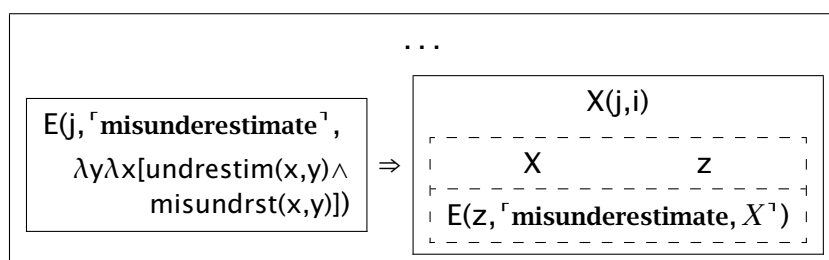 ...
E(j,⌜misunderestimate⌝,
λyλx[undrestim(x,y)∧
misundrst(x,y)])
⇒
X(j,i)
X z
E(z,⌜misunderestimate, X⌝)